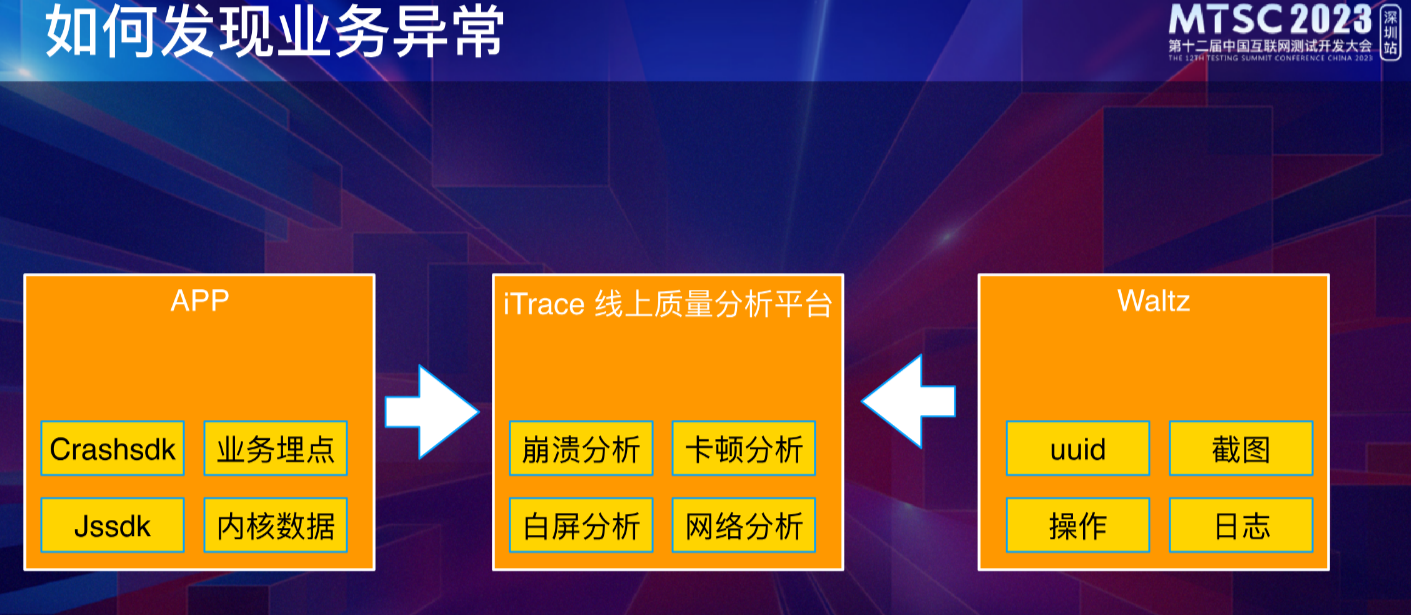 如何发现业务异常
MTSC 2023
深圳站
第十二届中国互联网测试开发大会
THE 12TH TESTING SUMMIT CONFERENCE CHINA 2023
APP
Crashsdk
业务埋点
Jssdk
内核数据
iTrace 线上质量分析平台
崩溃分析
卡顿分析
白屏分析
网络分析
Waltz
uuid
截图
操作
日志